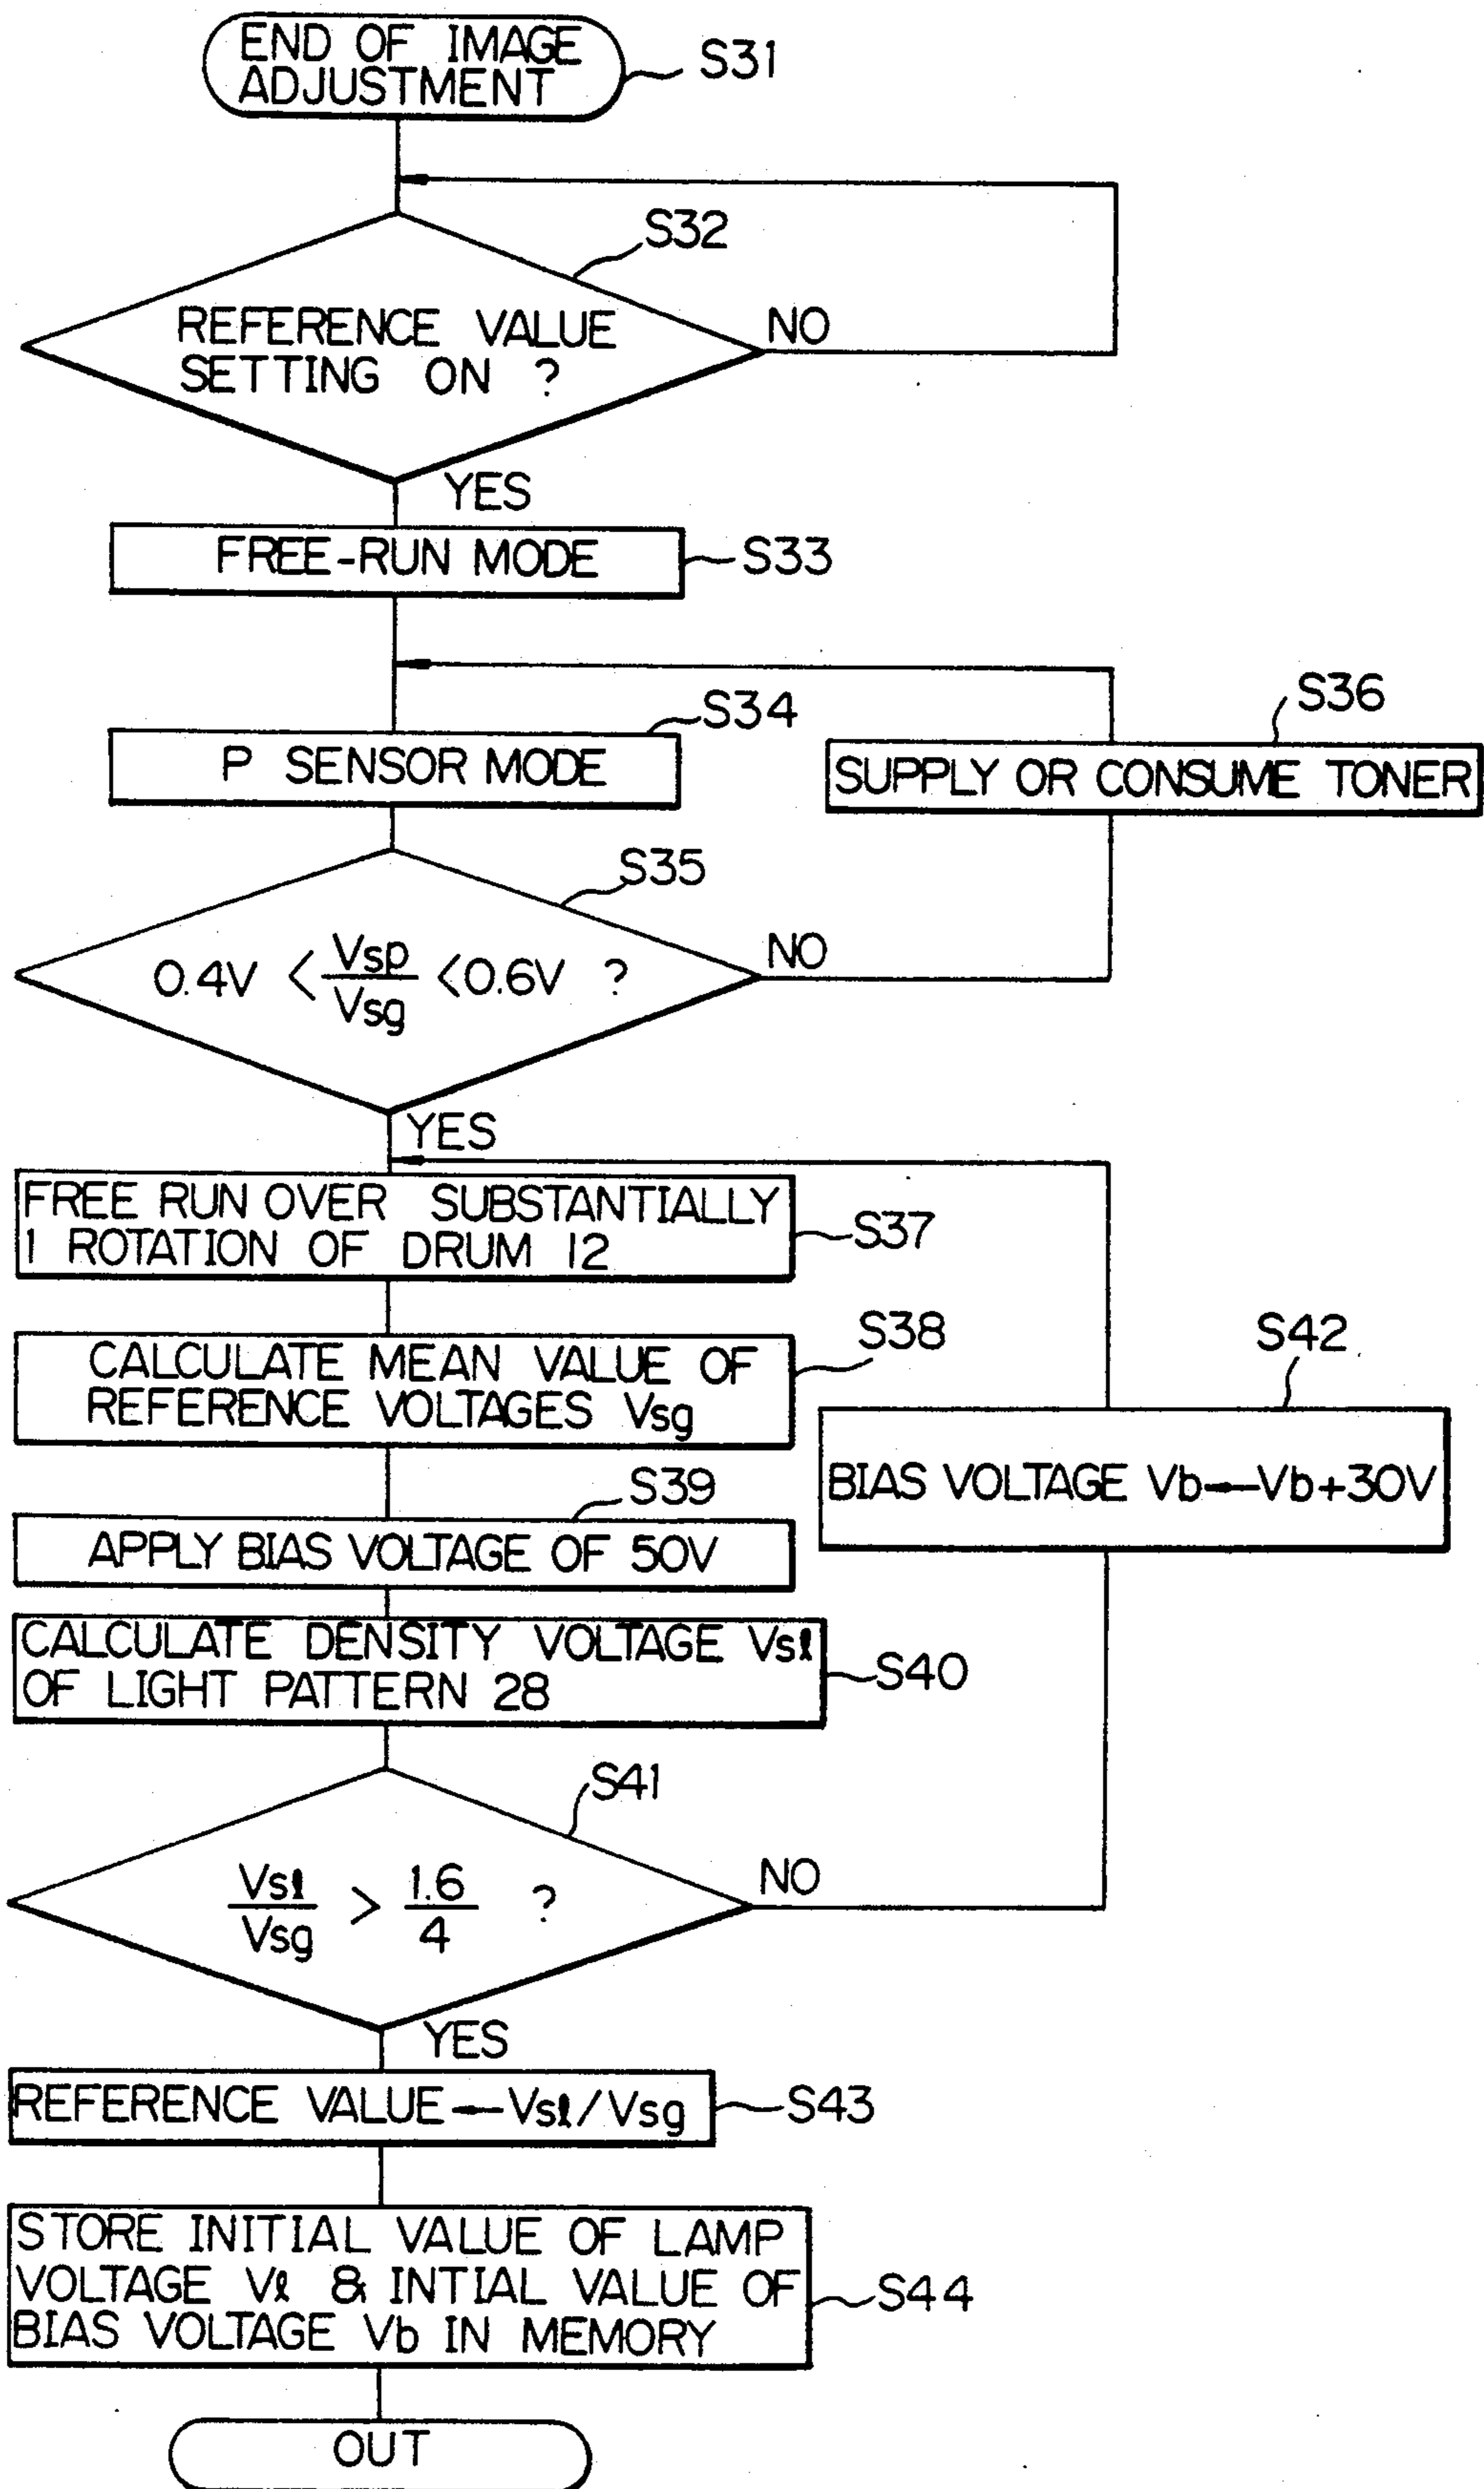 END OF IMAGE
ADJUSTMENT
S31
S32
REFERENCE VALUE
SETTING ON ?
NO
YES
FREE-RUN MODE
S33
S34
P SENSOR MODE
S36
SUPPLY OR CONSUME TONER
S35
0.4V < Vsp/Vsg < 0.6V ?
NO
YES
FREE RUN OVER SUBSTANTIALLY
1 ROTATION OF DRUM 12
S37
CALCULATE MEAN VALUE OF
REFERENCE VOLTAGES Vsg
S38
S42
BIAS VOLTAGE Vb←Vb+30V
S39
APPLY BIAS VOLTAGE OF 50V
CALCULATE DENSITY VOLTAGE Vsℓ
OF LIGHT PATTERN 28
S40
S41
Vsℓ/Vsg > 1.6/4 ?
NO
YES
REFERENCE VALUE←Vsℓ/Vsg
S43
STORE INITIAL VALUE OF LAMP
VOLTAGE Vℓ & INTIAL VALUE OF
BIAS VOLTAGE Vb IN MEMORY
S44
OUT